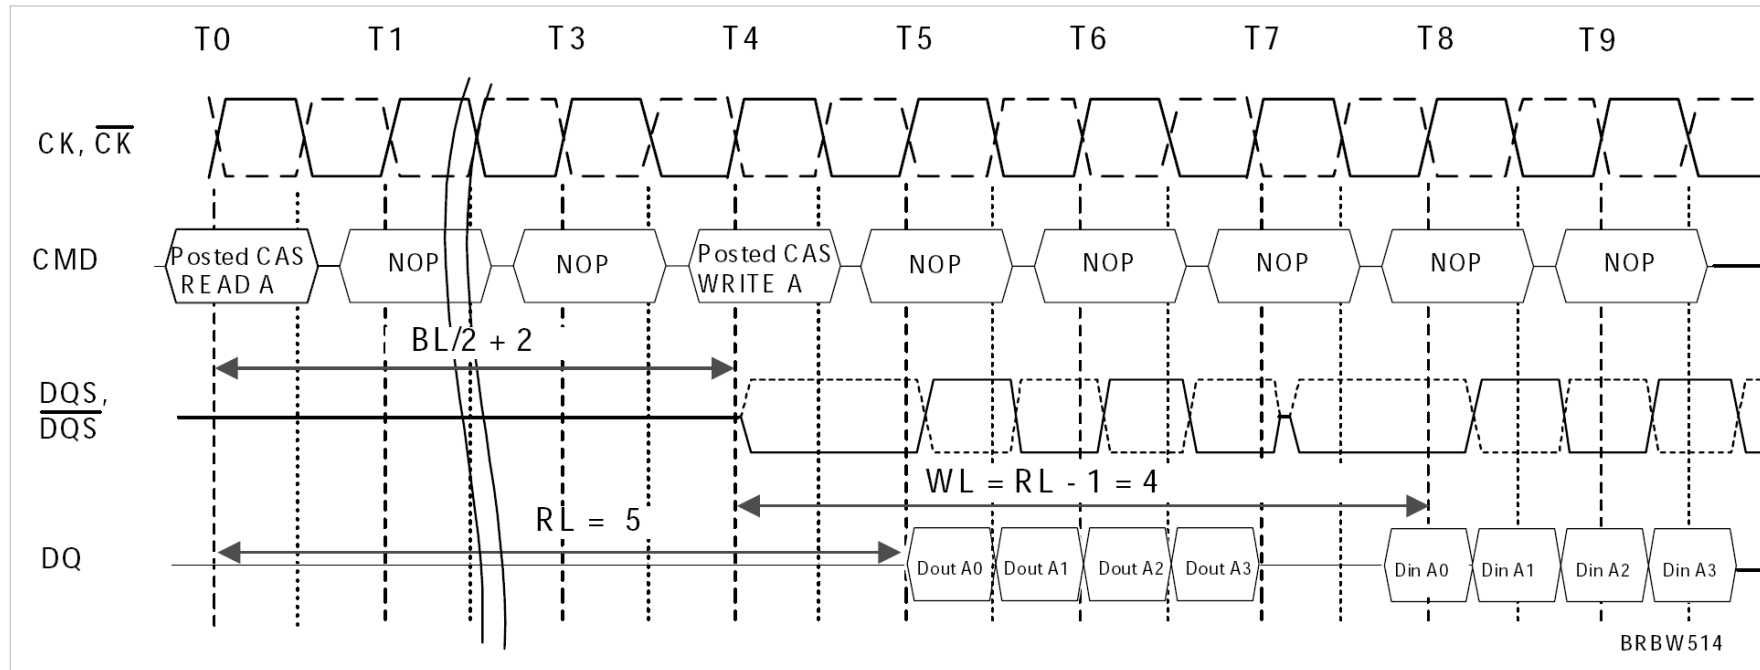 T0 T1 T3 T4 T5 T6 T7 T8 T9
CK, CK
CMD
Posted CAS
READ A
NOP
NOP
Posted CAS
WRITE A
NOP
NOP
NOP
NOP
NOP
BL/2 + 2
DQS,
DQS
WL = RL - 1 = 4
RL = 5
DQ
Dout A0 Dout A1 Dout A2 Dout A3 Din A0 Din A1 Din A2 Din A3
BRBW514